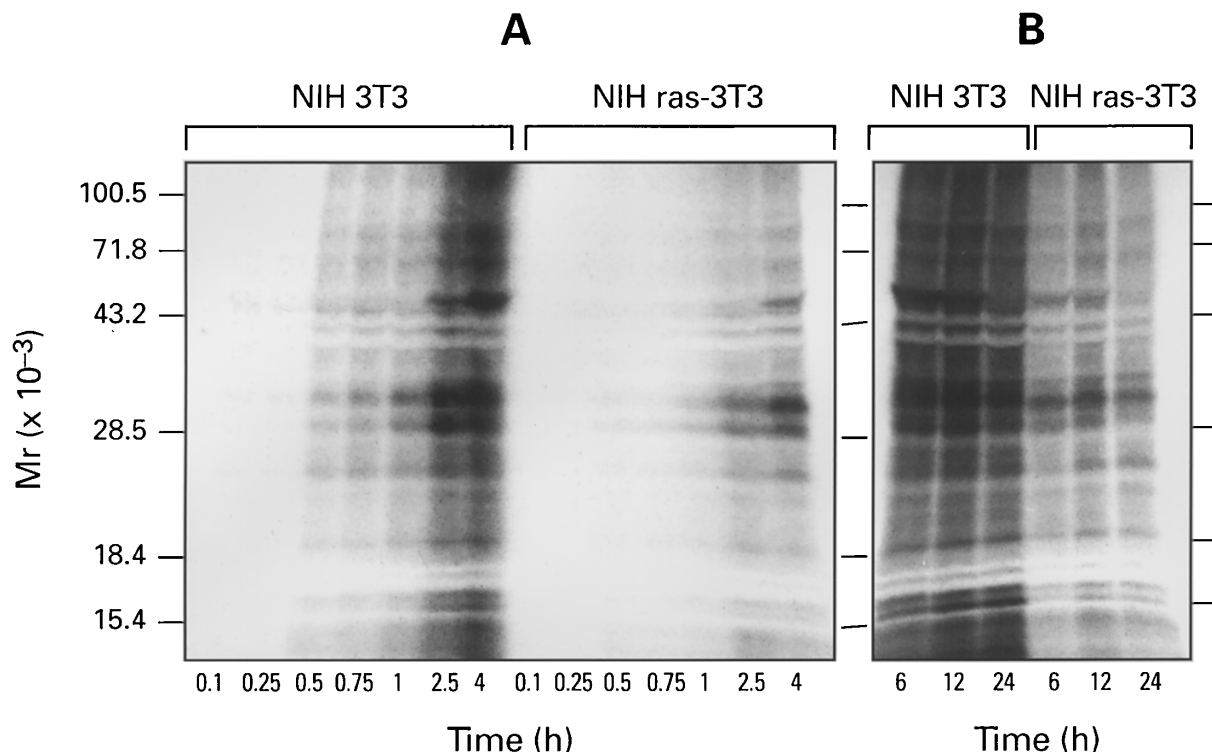 A B
NIH 3T3 NIH ras-3T3 NIH 3T3 NIH ras-3T3
100.5
71.8
43.2
28.5
18.4
15.4
Mr (x 10–3)
0.1 0.25 0.5 0.75 1 2.5 4 0.1 0.25 0.5 0.75 1 2.5 4 6 12 24 6 12 24
Time (h) Time (h)